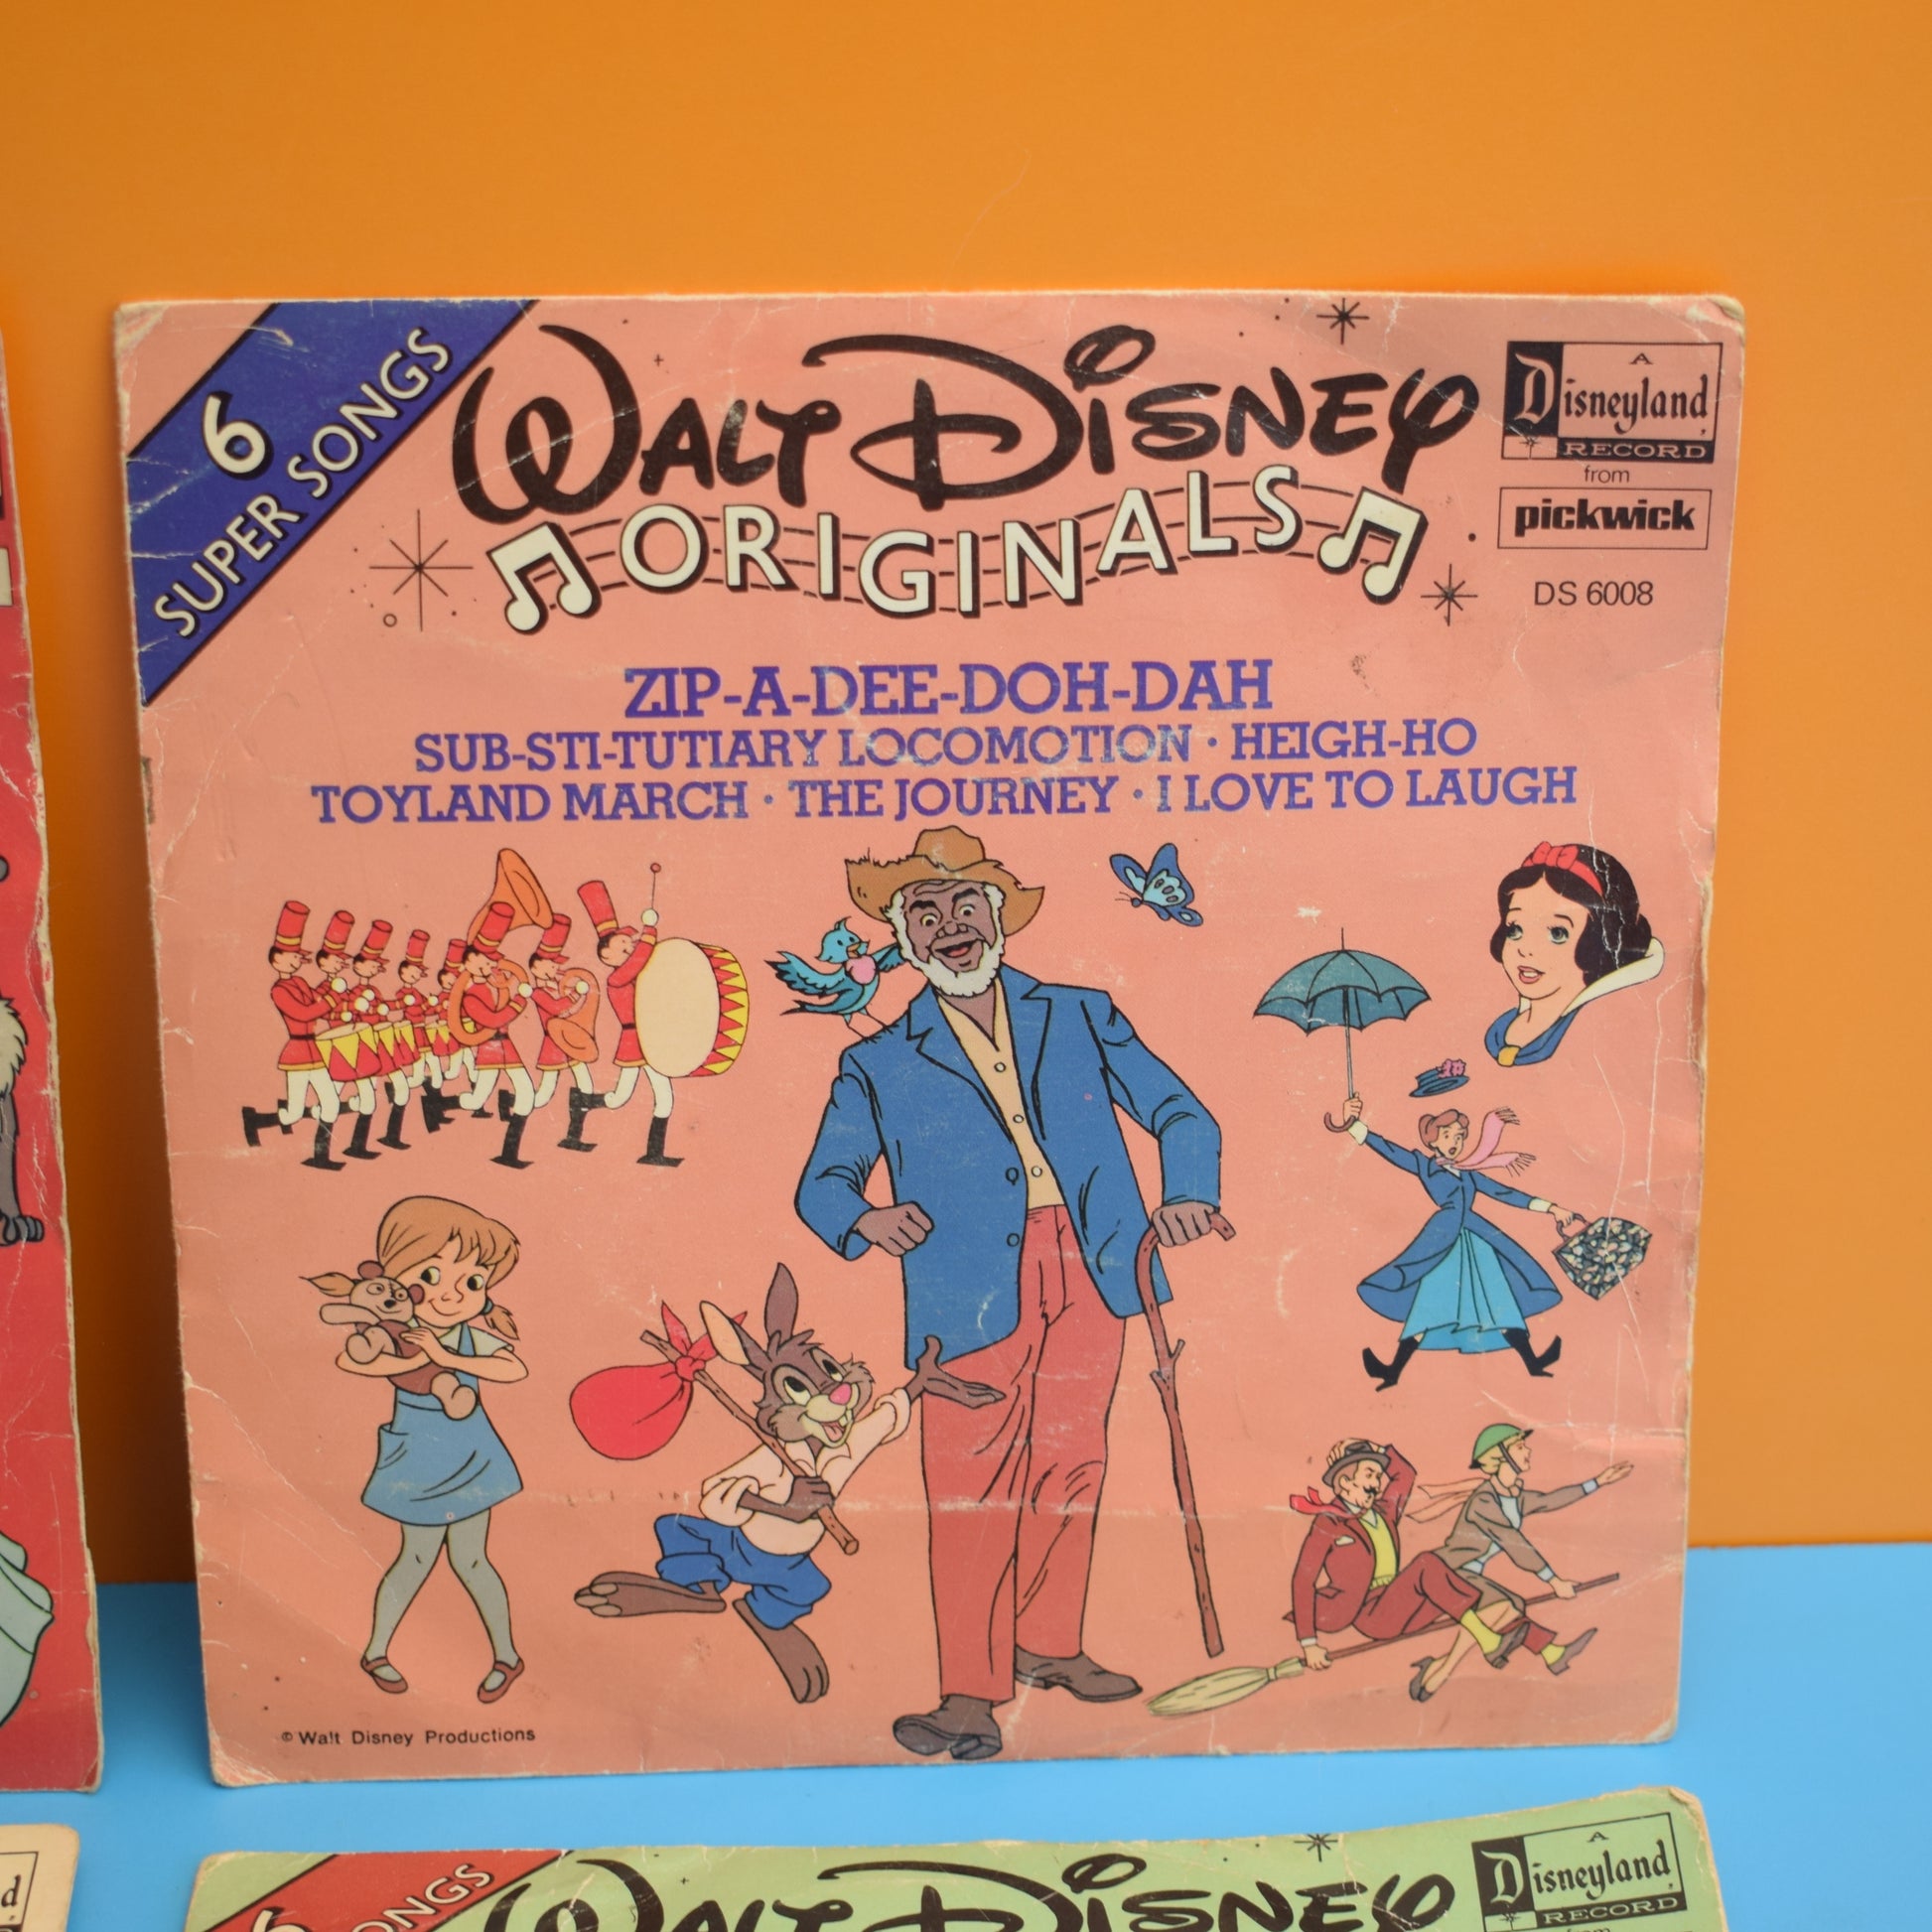 6
SUPER SONGS
WALT DISNEY
ORIGINALS
A
Disneyland
RECORD
from
pickwick
DS 6008
ZIP-A-DEE-DOH-DAH
SUB-STI-TUTIARY LOCOMOTION · HEIGH-HO
TOYLAND MARCH · THE JOURNEY · I LOVE TO LAUGH
© Walt Disney Productions
WALT DISNEY
A
Disneyland
RECORD